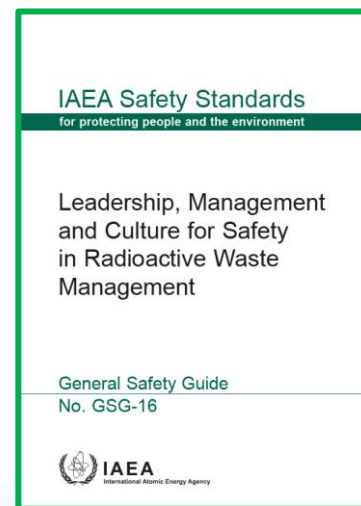 IAEA Safety Standards
for protecting people and the environment
Leadership, Management
and Culture for Safety
in Radioactive Waste
Management
General Safety Guide
No. GSG-16
IAEA
International Atomic Energy Agency